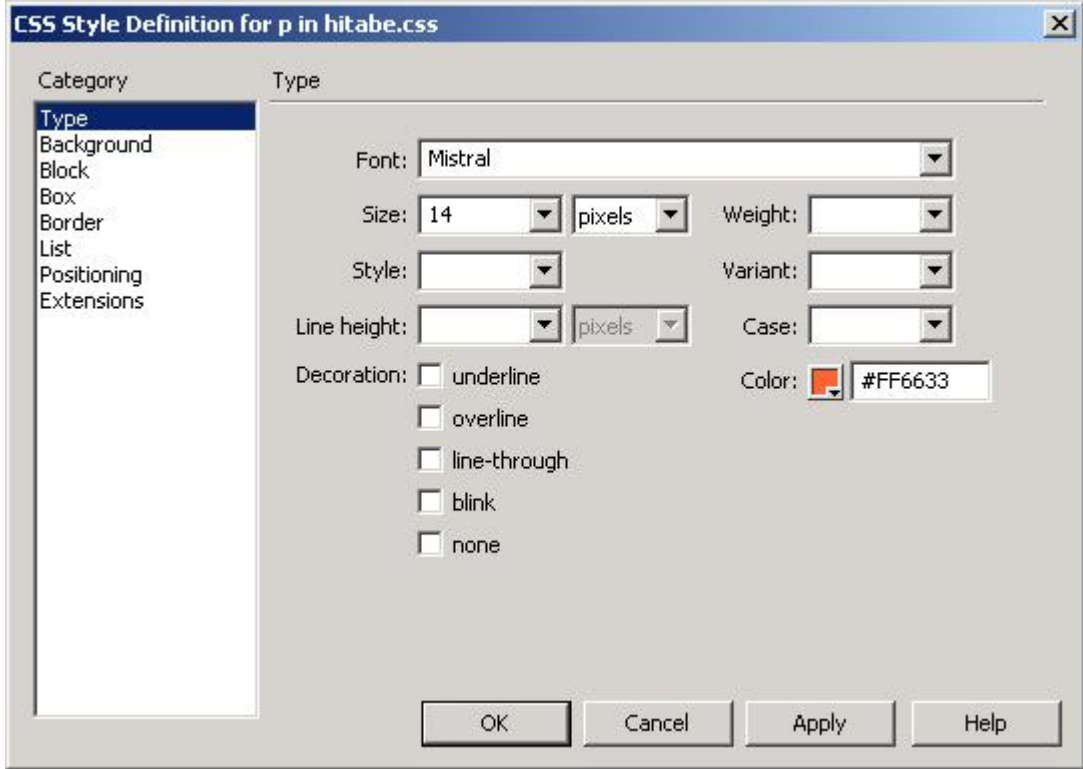 CSS Style Definition for p in hitabe.css
Category
Type
Type
Background
Block
Box
Border
List
Positioning
Extensions
Font: Mistral
Size: 14 pixels Weight:
Style: Variant:
Line height: pixels Case:
Decoration: underline Color: #FF6633
overline
line-through
blink
none
OK Cancel Apply Help